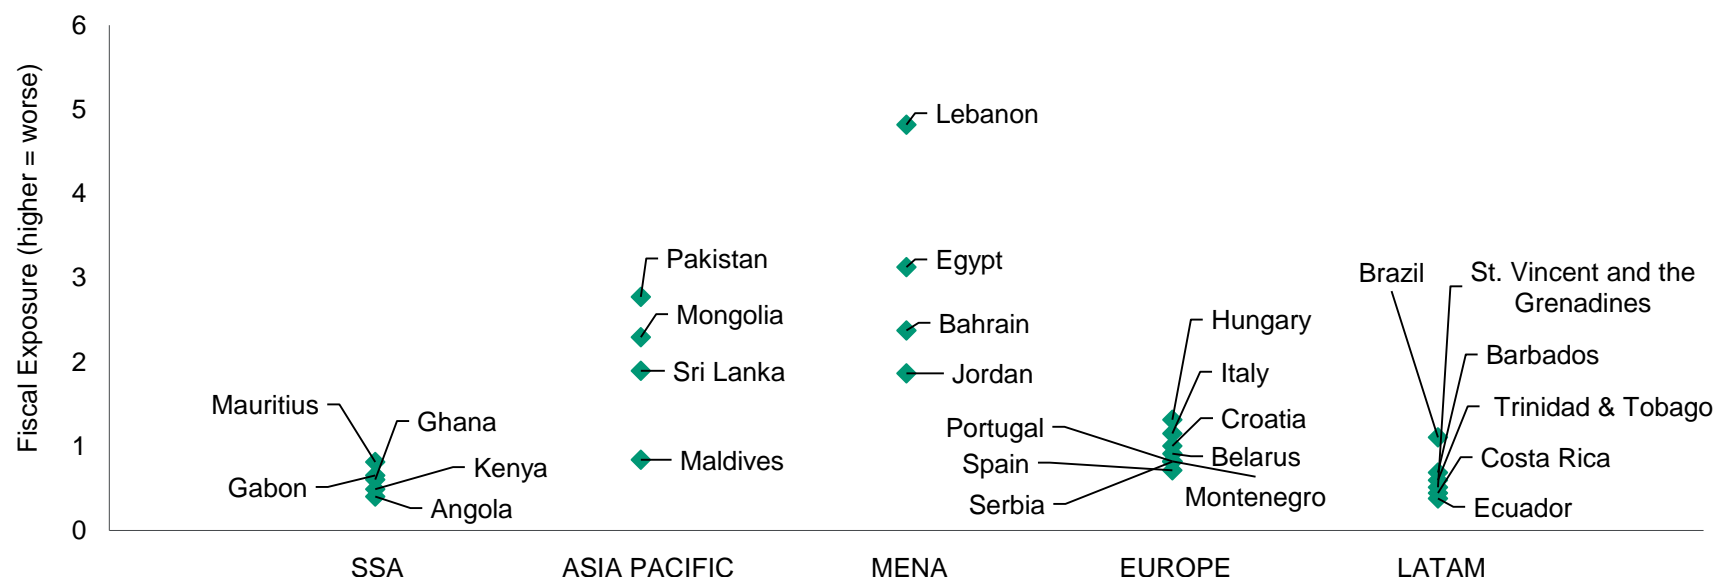 Fiscal Exposure (higher = worse)
6
5
4
3
2
1
0
Mauritius
Ghana
Gabon
Kenya
Angola
Pakistan
Mongolia
Sri Lanka
Maldives
Lebanon
Egypt
Bahrain
Jordan
Hungary
Italy
Croatia
Portugal
Belarus
Spain
Serbia
Montenegro
Brazil
St. Vincent and the
Grenadines
Barbados
Trinidad & Tobago
Costa Rica
Ecuador
SSA
ASIA PACIFIC
MENA
EUROPE
LATAM